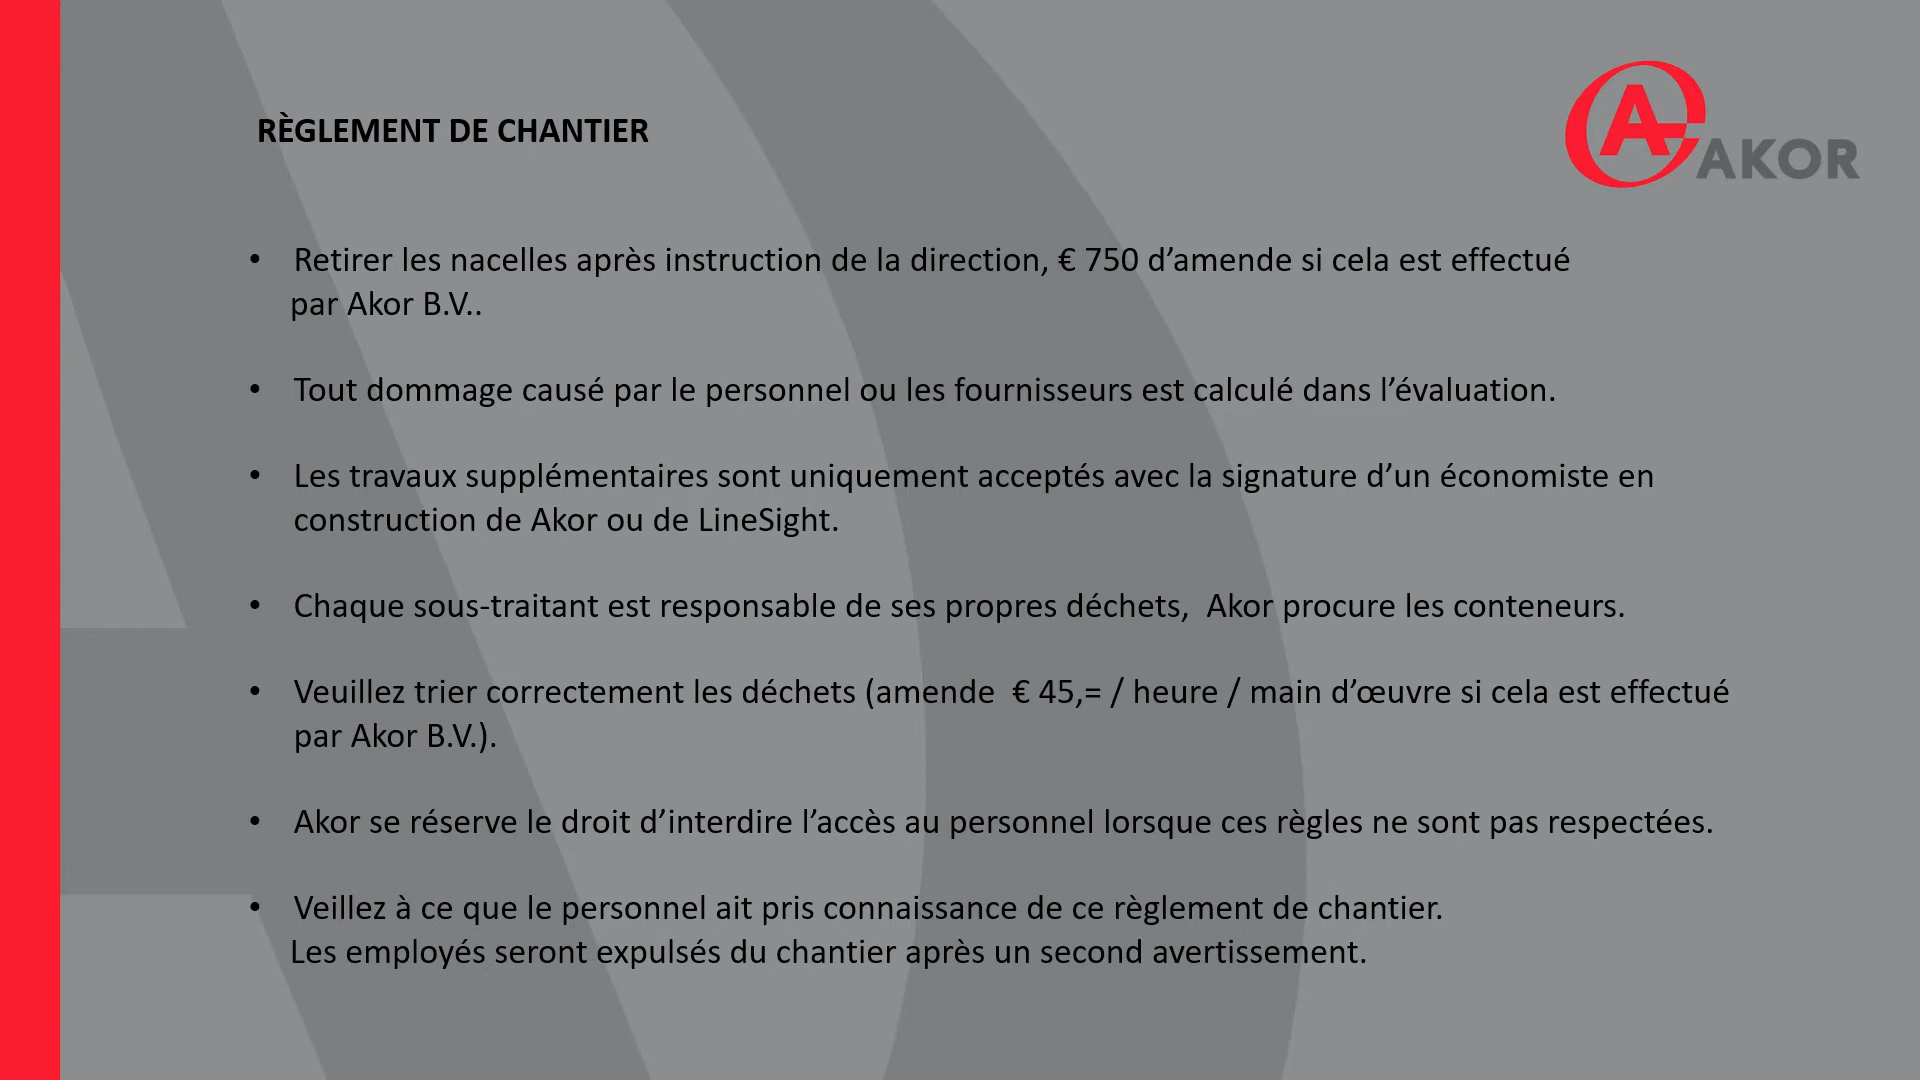 RÈGLEMENT DE CHANTIER
A AKOR
• Retirer les nacelles après instruction de la direction, € 750 d’amende si cela est effectué
par Akor B.V..
• Tout dommage causé par le personnel ou les fournisseurs est calculé dans l’évaluation.
• Les travaux supplémentaires sont uniquement acceptés avec la signature d’un économiste en
construction de Akor ou de LineSight.
• Chaque sous-traitant est responsable de ses propres déchets,  Akor procure les conteneurs.
• Veuillez trier correctement les déchets (amende  € 45,= / heure / main d’œuvre si cela est effectué
par Akor B.V.).
• Akor se réserve le droit d’interdire l’accès au personnel lorsque ces règles ne sont pas respectées.
• Veillez à ce que le personnel ait pris connaissance de ce règlement de chantier.
Les employés seront expulsés du chantier après un second avertissement.